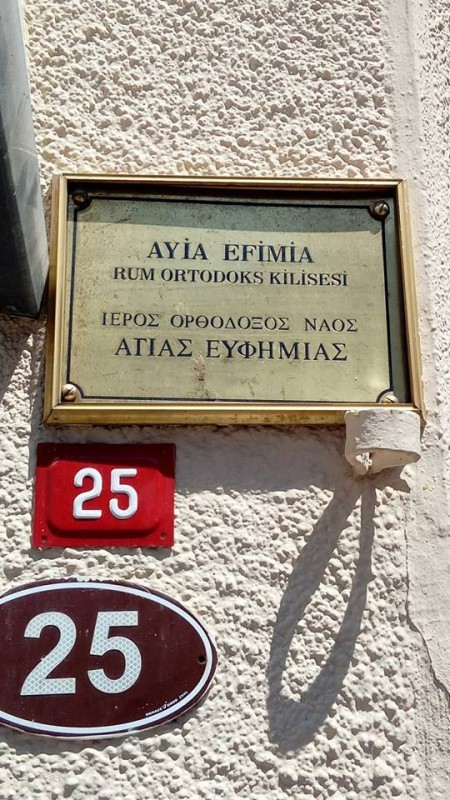 AYİA EFİMİA
RUM ORTODOKS KİLİSESİ
ΙΕΡΟΣ ΟΡΘΟΔΟΞΟΣ ΝΑΟΣ
ΑΓΙΑΣ ΕΥΦΗΜΙΑΣ
25
25